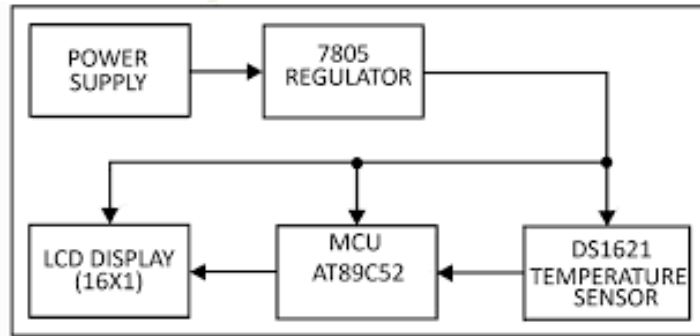 POWER
SUPPLY
7805
REGULATOR
LCD DISPLAY
(16X1)
MCU
AT89C52
DS1621
TEMPERATURE
SENSOR